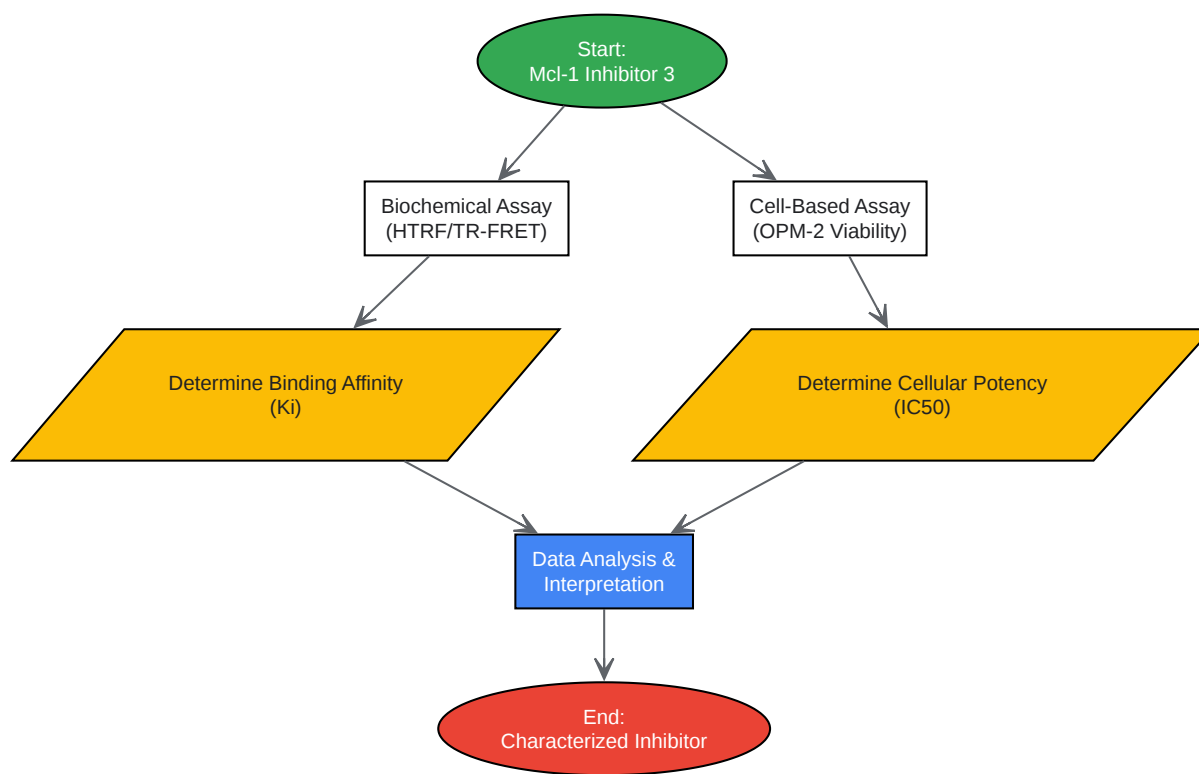 Start:
Mcl-1 Inhibitor 3
Biochemical Assay
(HTRF/TR-FRET)
Cell-Based Assay
(OPM-2 Viability)
Determine Binding Affinity
(Ki)
Determine Cellular Potency
(IC50)
Data Analysis &
Interpretation
End:
Characterized Inhibitor